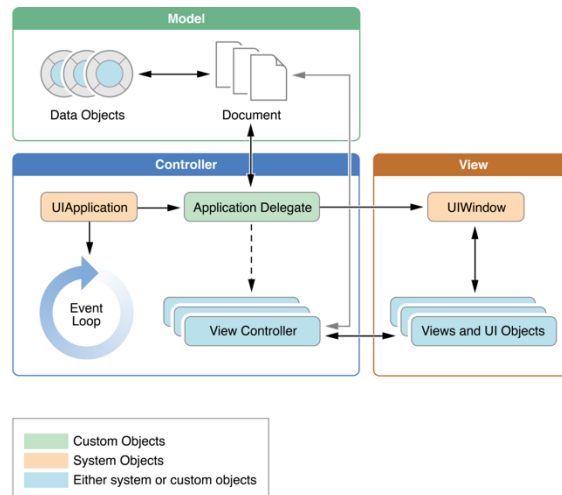 Model
Data Objects
Document
Controller
View
UIApplication
Application Delegate
UIWindow
Event
Loop
View Controller
Views and UI Objects
Custom Objects
System Objects
Either system or custom objects